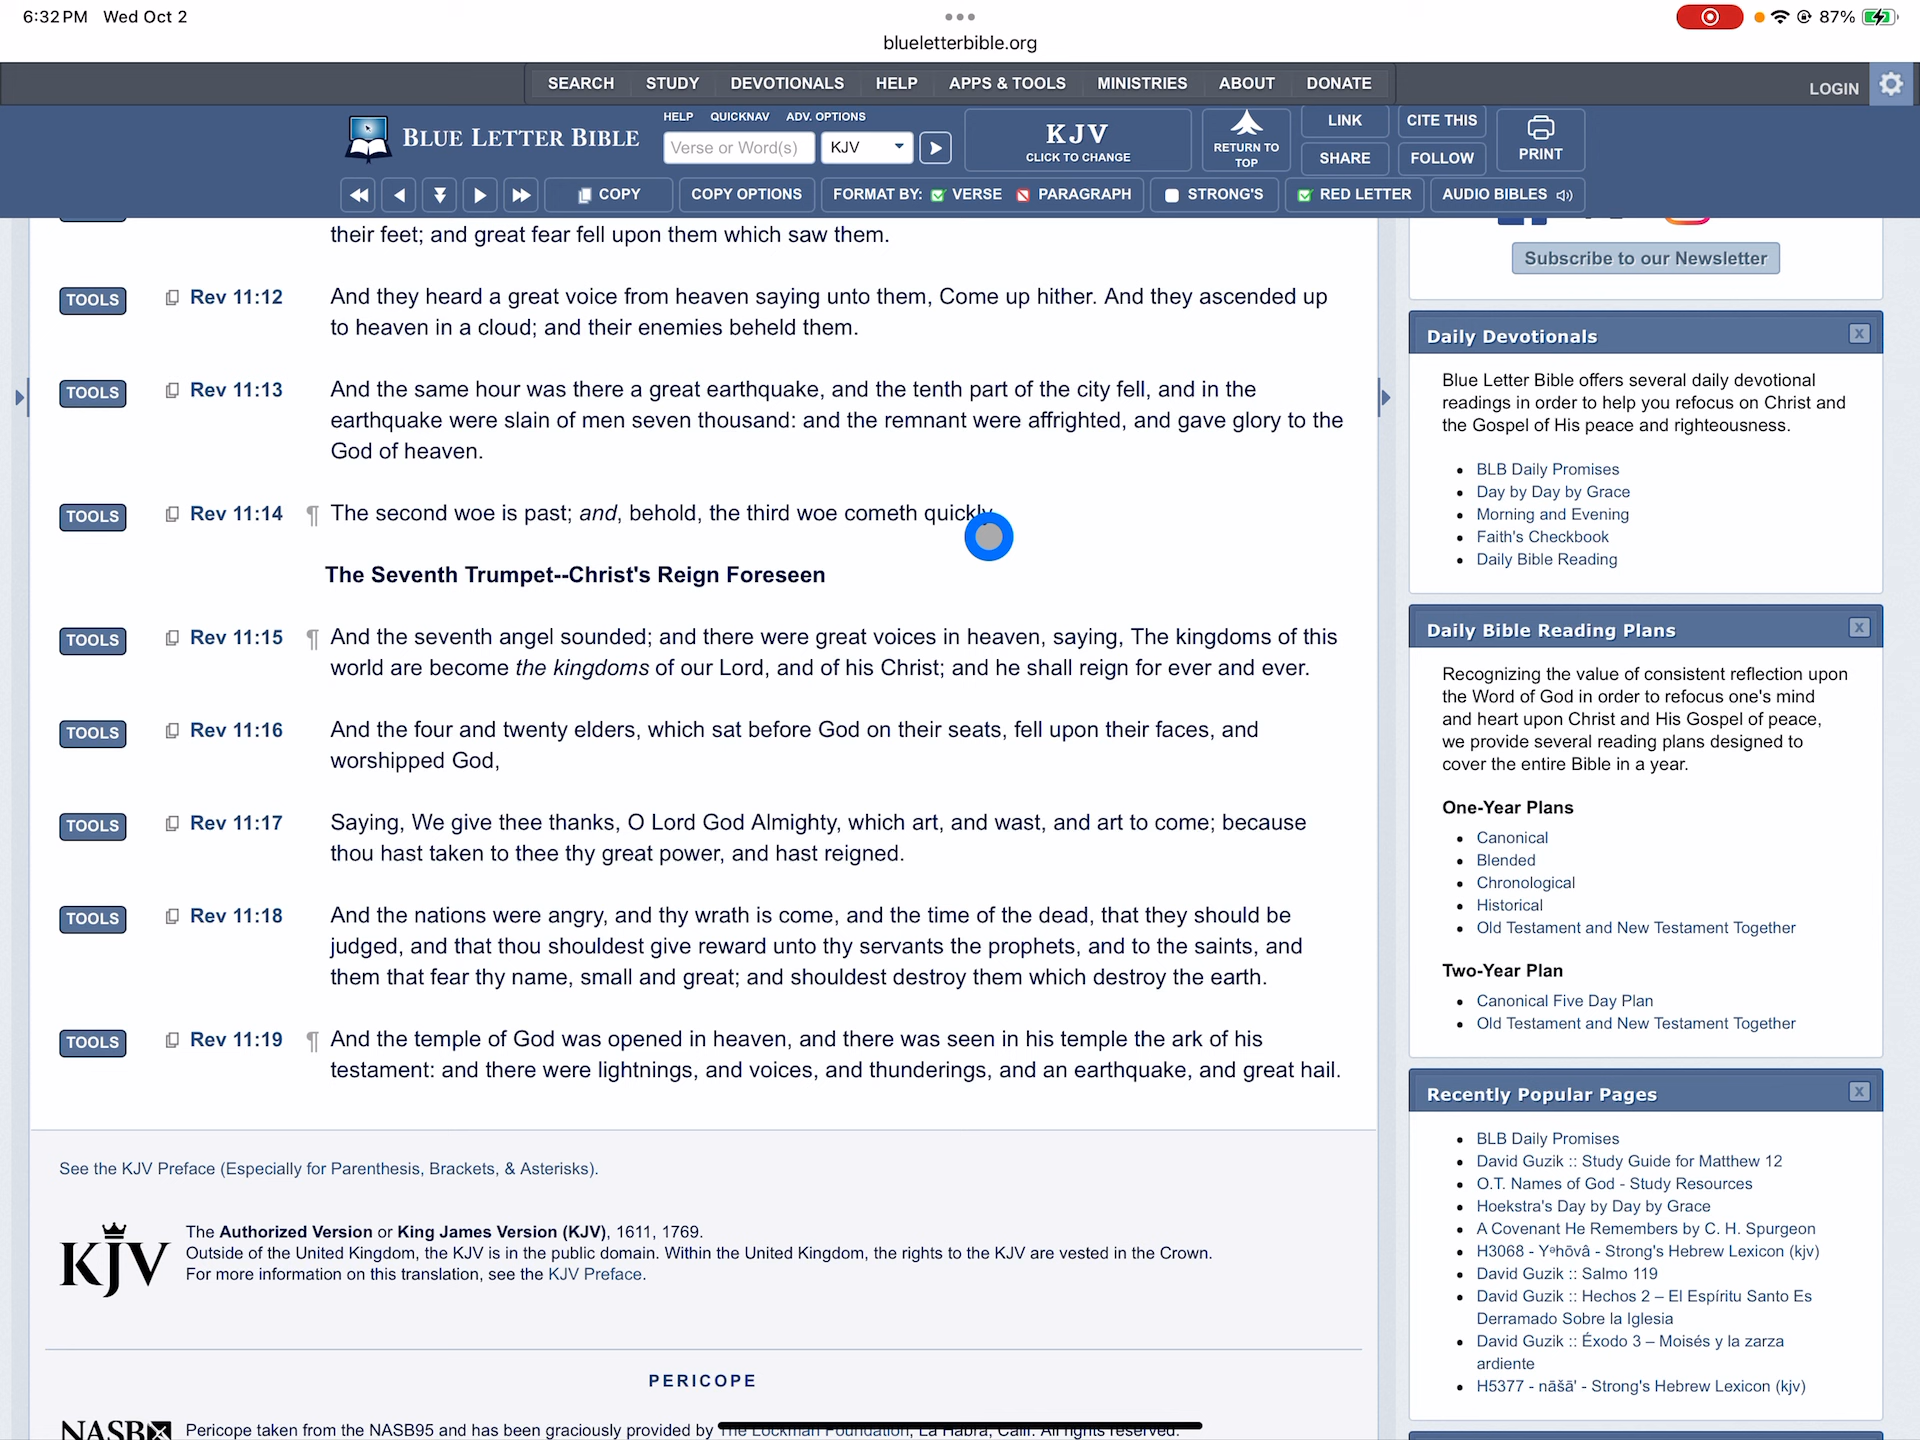 6:32 PM Wed Oct 2
87%
blueletterbible.org
SEARCH STUDY DEVOTIONALS HELP APPS & TOOLS MINISTRIES ABOUT DONATE
LOGIN
BLUE LETTER BIBLE
HELP QUICKNAV ADV. OPTIONS
Verse or Word(s) KJV
KJV
CLICK TO CHANGE
RETURN TO
TOP
LINK
SHARE
CITE THIS
FOLLOW
PRINT
COPY COPY OPTIONS FORMAT BY: VERSE PARAGRAPH STRONG'S RED LETTER AUDIO BIBLES
their feet; and great fear fell upon them which saw them.
TOOLS Rev 11:12 And they heard a great voice from heaven saying unto them, Come up hither. And they ascended up
to heaven in a cloud; and their enemies beheld them.
TOOLS Rev 11:13 And the same hour was there a great earthquake, and the tenth part of the city fell, and in the
earthquake were slain of men seven thousand: and the remnant were affrighted, and gave glory to the
God of heaven.
TOOLS Rev 11:14 ¶ The second woe is past; and, behold, the third woe cometh quickly
The Seventh Trumpet--Christ's Reign Foreseen
TOOLS Rev 11:15 ¶ And the seventh angel sounded; and there were great voices in heaven, saying, The kingdoms of this
world are become the kingdoms of our Lord, and of his Christ; and he shall reign for ever and ever.
TOOLS Rev 11:16 And the four and twenty elders, which sat before God on their seats, fell upon their faces, and
worshipped God,
TOOLS Rev 11:17 Saying, We give thee thanks, O Lord God Almighty, which art, and wast, and art to come; because
thou hast taken to thee thy great power, and hast reigned.
TOOLS Rev 11:18 And the nations were angry, and thy wrath is come, and the time of the dead, that they should be
judged, and that thou shouldest give reward unto thy servants the prophets, and to the saints, and
them that fear thy name, small and great; and shouldest destroy them which destroy the earth.
TOOLS Rev 11:19 ¶ And the temple of God was opened in heaven, and there was seen in his temple the ark of his
testament: and there were lightnings, and voices, and thunderings, and an earthquake, and great hail.
See the KJV Preface (Especially for Parenthesis, Brackets, & Asterisks).
KJV
The Authorized Version or King James Version (KJV), 1611, 1769.
Outside of the United Kingdom, the KJV is in the public domain. Within the United Kingdom, the rights to the KJV are vested in the Crown.
For more information on this translation, see the KJV Preface.
PERICOPE
NASB
Pericope taken from the NASB95 and has been graciously provided by The Lockman Foundation, La Habra, Calif. All rights reserved.
Subscribe to our Newsletter
Daily Devotionals X
Blue Letter Bible offers several daily devotional
readings in order to help you refocus on Christ and
the Gospel of His peace and righteousness.
• BLB Daily Promises
• Day by Day by Grace
• Morning and Evening
• Faith's Checkbook
• Daily Bible Reading
Daily Bible Reading Plans X
Recognizing the value of consistent reflection upon
the Word of God in order to refocus one's mind
and heart upon Christ and His Gospel of peace,
we provide several reading plans designed to
cover the entire Bible in a year.
One-Year Plans
• Canonical
• Blended
• Chronological
• Historical
• Old Testament and New Testament Together
Two-Year Plan
• Canonical Five Day Plan
• Old Testament and New Testament Together
Recently Popular Pages X
• BLB Daily Promises
• David Guzik :: Study Guide for Matthew 12
• O.T. Names of God - Study Resources
• Hoekstra's Day by Day by Grace
• A Covenant He Remembers by C. H. Spurgeon
• H3068 - Yᵊhōvâ - Strong's Hebrew Lexicon (kjv)
• David Guzik :: Salmo 119
• David Guzik :: Hechos 2 – El Espíritu Santo Es
Derramado Sobre la Iglesia
• David Guzik :: Éxodo 3 – Moisés y la zarza
ardiente
• H5377 - nāšā' - Strong's Hebrew Lexicon (kjv)